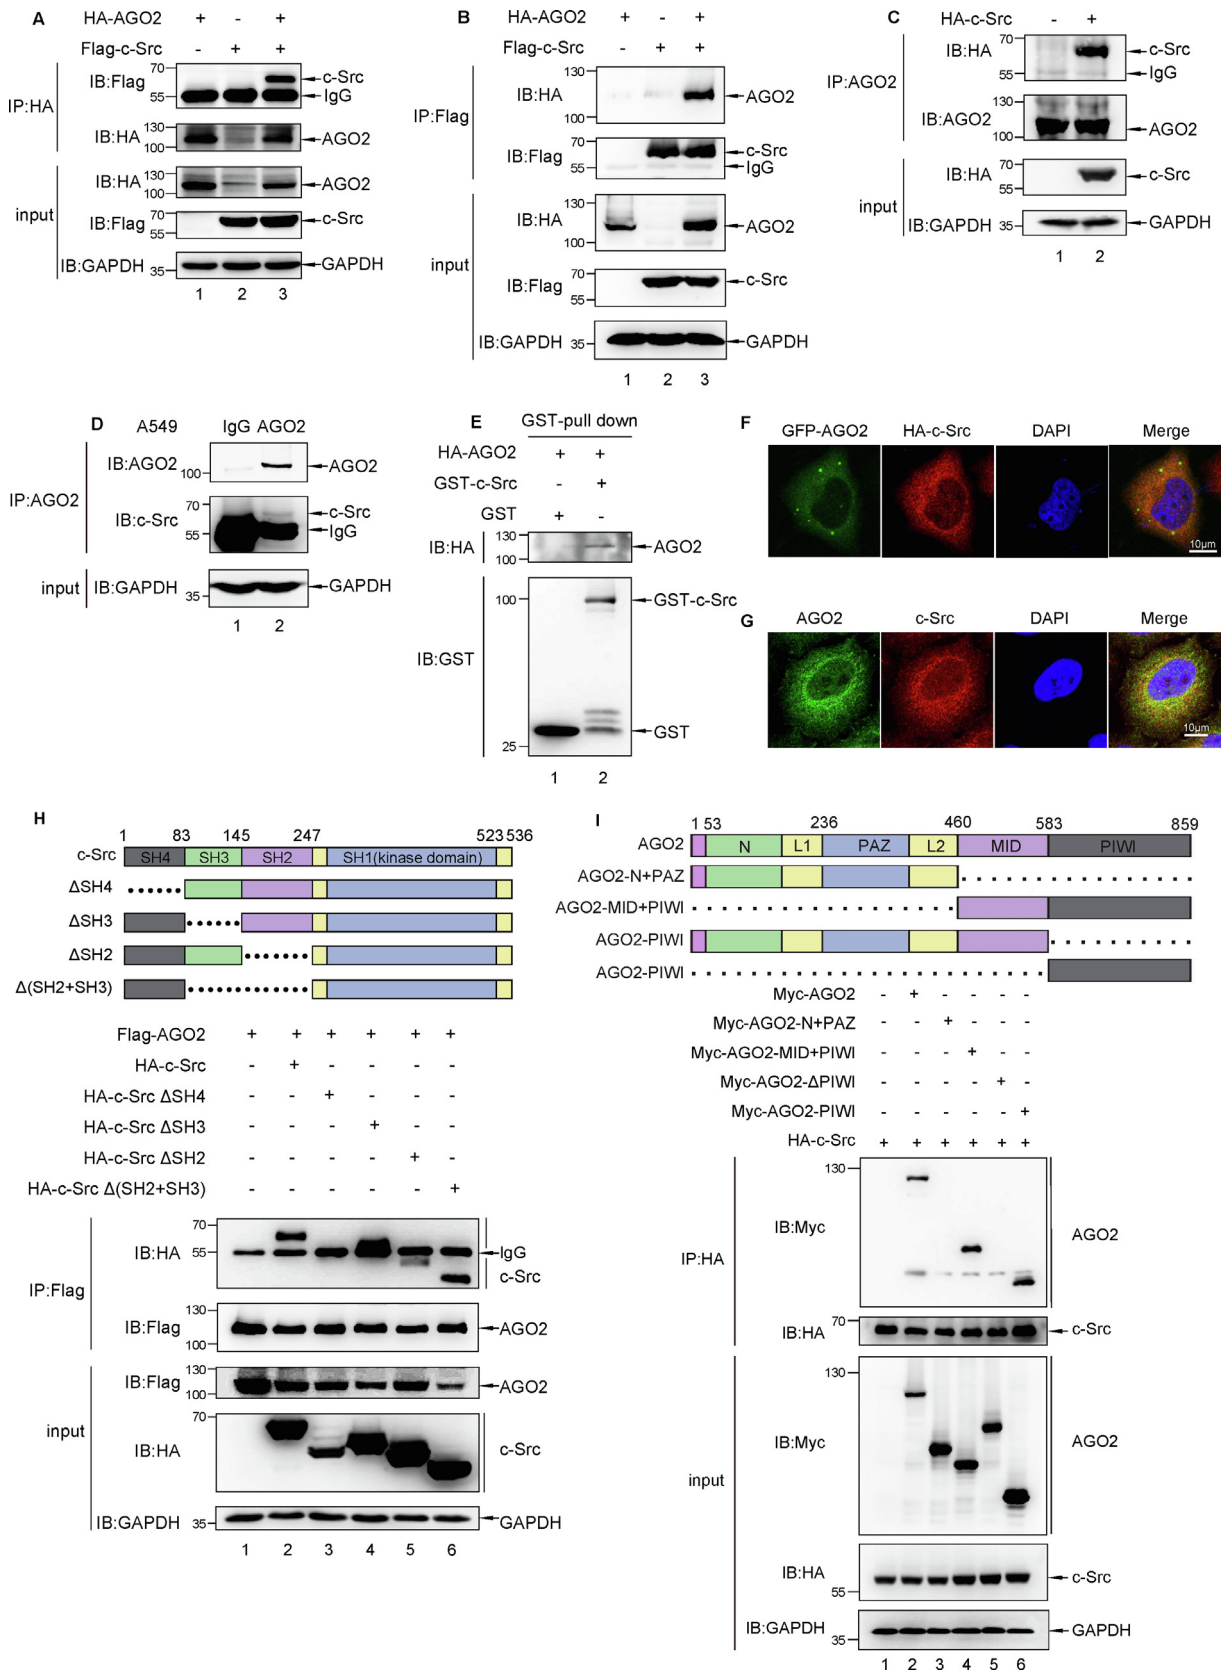 A
HA-AGO2 + - +
Flag-c-Src - + +
IP:HA
IB:Flag 70 55 c-Src IgG
IB:HA 130 100 AGO2
input
IB:HA 130 100 AGO2
IB:Flag 70 55 c-Src
IB:GAPDH 35 GAPDH
1 2 3
B
HA-AGO2 + - +
Flag-c-Src - + +
IP:Flag
IB:HA 130 100 AGO2
IB:Flag 70 55 c-Src IgG
input
IB:HA 130 100 AGO2
IB:Flag 70 55 c-Src
IB:GAPDH 35 GAPDH
1 2 3
C
HA-c-Src - +
IP:AGO2
IB:HA 70 55 c-Src IgG
IB:AGO2 130 100 AGO2
input
IB:HA 70 55 c-Src
IB:GAPDH 35 GAPDH
1 2
D
A549 IgG AGO2
IP:AGO2
IB:AGO2 100 AGO2
IB:c-Src 70 55 c-Src IgG
input
IB:GAPDH 35 GAPDH
1 2
E
GST-pull down
HA-AGO2 + +
GST-c-Src - +
GST + -
IB:HA 130 100 AGO2
IB:GST 100 25 GST-c-Src GST
1 2
F
GFP-AGO2 HA-c-Src DAPI Merge
10μm
G
AGO2 c-Src DAPI Merge
10μm
H
1 83 145 247 523 536
c-Src SH4 SH3 SH2 SH1(kinase domain)
ΔSH4
ΔSH3
ΔSH2
Δ(SH2+SH3)
Flag-AGO2 + + + + + +
HA-c-Src - + - - - -
HA-c-Src ΔSH4 - - + - - -
HA-c-Src ΔSH3 - - - + - -
HA-c-Src ΔSH2 - - - - + -
HA-c-Src Δ(SH2+SH3) - - - - - +
IP:Flag
IB:HA 70 55 IgG c-Src
IB:Flag 130 100 AGO2
input
IB:Flag 130 100 AGO2
IB:HA 70 c-Src
IB:GAPDH 35 GAPDH
1 2 3 4 5 6
I
1 53 236 460 583 859
AGO2 N L1 PAZ L2 MID PIWI
AGO2-N+PAZ
AGO2-MID+PIWI
AGO2-PIWI
AGO2-PIWI
Myc-AGO2 - + - - - -
Myc-AGO2-N+PAZ - - + - - -
Myc-AGO2-MID+PIWI - - - + - -
Myc-AGO2-ΔPIWI - - - - + -
Myc-AGO2-PIWI - - - - - +
HA-c-Src + + + + + +
IP:HA
IB:Myc 130 AGO2
IB:HA 70 55 c-Src
input
IB:Myc 130 AGO2
IB:HA 55 c-Src
IB:GAPDH 35 GAPDH
1 2 3 4 5 6